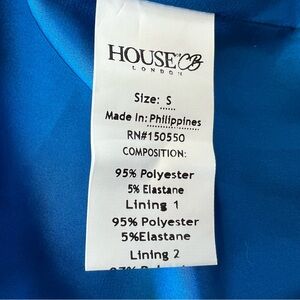 HOUSE OF CB
LONDON
Size: S
Made In: Philippines
RN#150550
COMPOSITION:
95% Polyester
5% Elastane
Lining 1
95% Polyester
5%Elastane
Lining 2